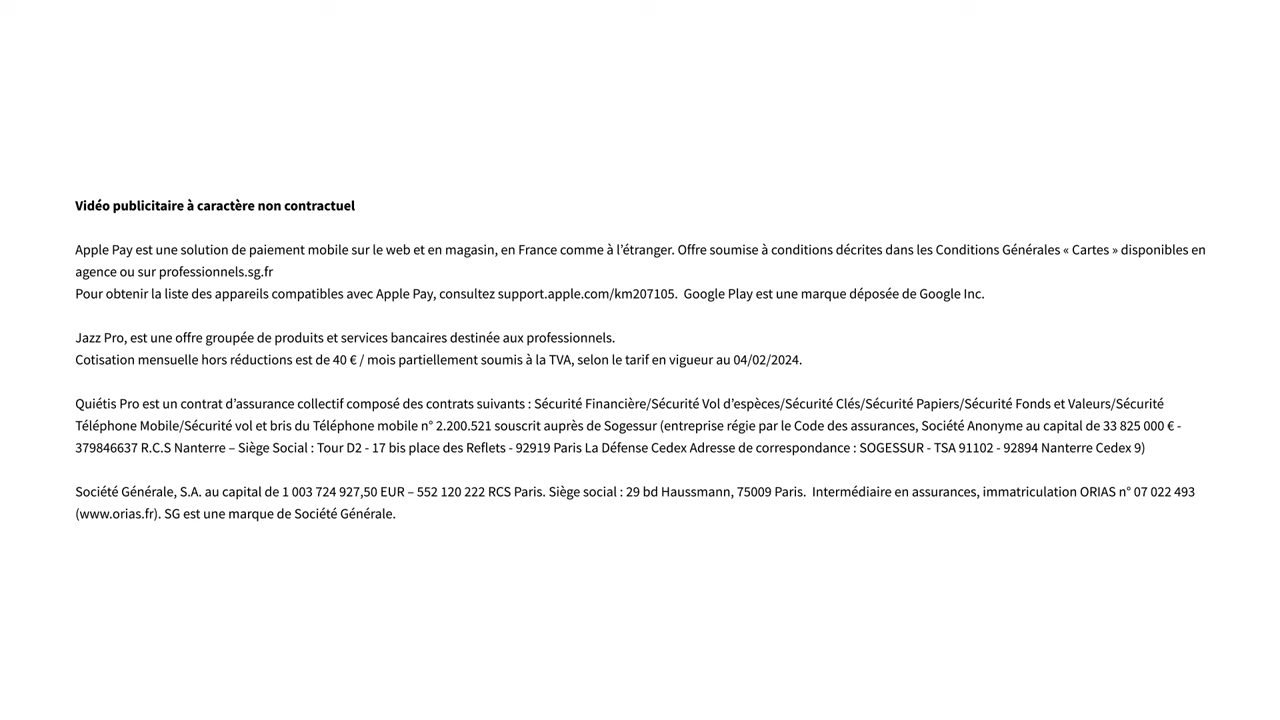 Vidéo publicitaire à caractère non contractuel
Apple Pay est une solution de paiement mobile sur le web et en magasin, en France comme à l'étranger. Offre soumise à conditions décrites dans les Conditions Générales « Cartes » disponibles en
agence ou sur professionnels.sg.fr
Pour obtenir la liste des appareils compatibles avec Apple Pay, consultez support.apple.com/km207105.  Google Play est une marque déposée de Google Inc.
Jazz Pro, est une offre groupée de produits et services bancaires destinée aux professionnels.
Cotisation mensuelle hors réductions est de 40 € / mois partiellement soumis à la TVA, selon le tarif en vigueur au 04/02/2024.
Quiétis Pro est un contrat d'assurance collectif composé des contrats suivants : Sécurité Financière/Sécurité Vol d'espèces/Sécurité Clés/Sécurité Papiers/Sécurité Fonds et Valeurs/Sécurité
Téléphone Mobile/Sécurité vol et bris du Téléphone mobile n° 2.200.521 souscrit auprès de Sogessur (entreprise régie par le Code des assurances, Société Anonyme au capital de 33 825 000 € -
379846637 R.C.S Nanterre – Siège Social : Tour D2 - 17 bis place des Reflets - 92919 Paris La Défense Cedex Adresse de correspondance : SOGESSUR - TSA 91102 - 92894 Nanterre Cedex 9)
Société Générale, S.A. au capital de 1 003 724 927,50 EUR – 552 120 222 RCS Paris. Siège social : 29 bd Haussmann, 75009 Paris.  Intermédiaire en assurances, immatriculation ORIAS n° 07 022 493
(www.orias.fr). SG est une marque de Société Générale.